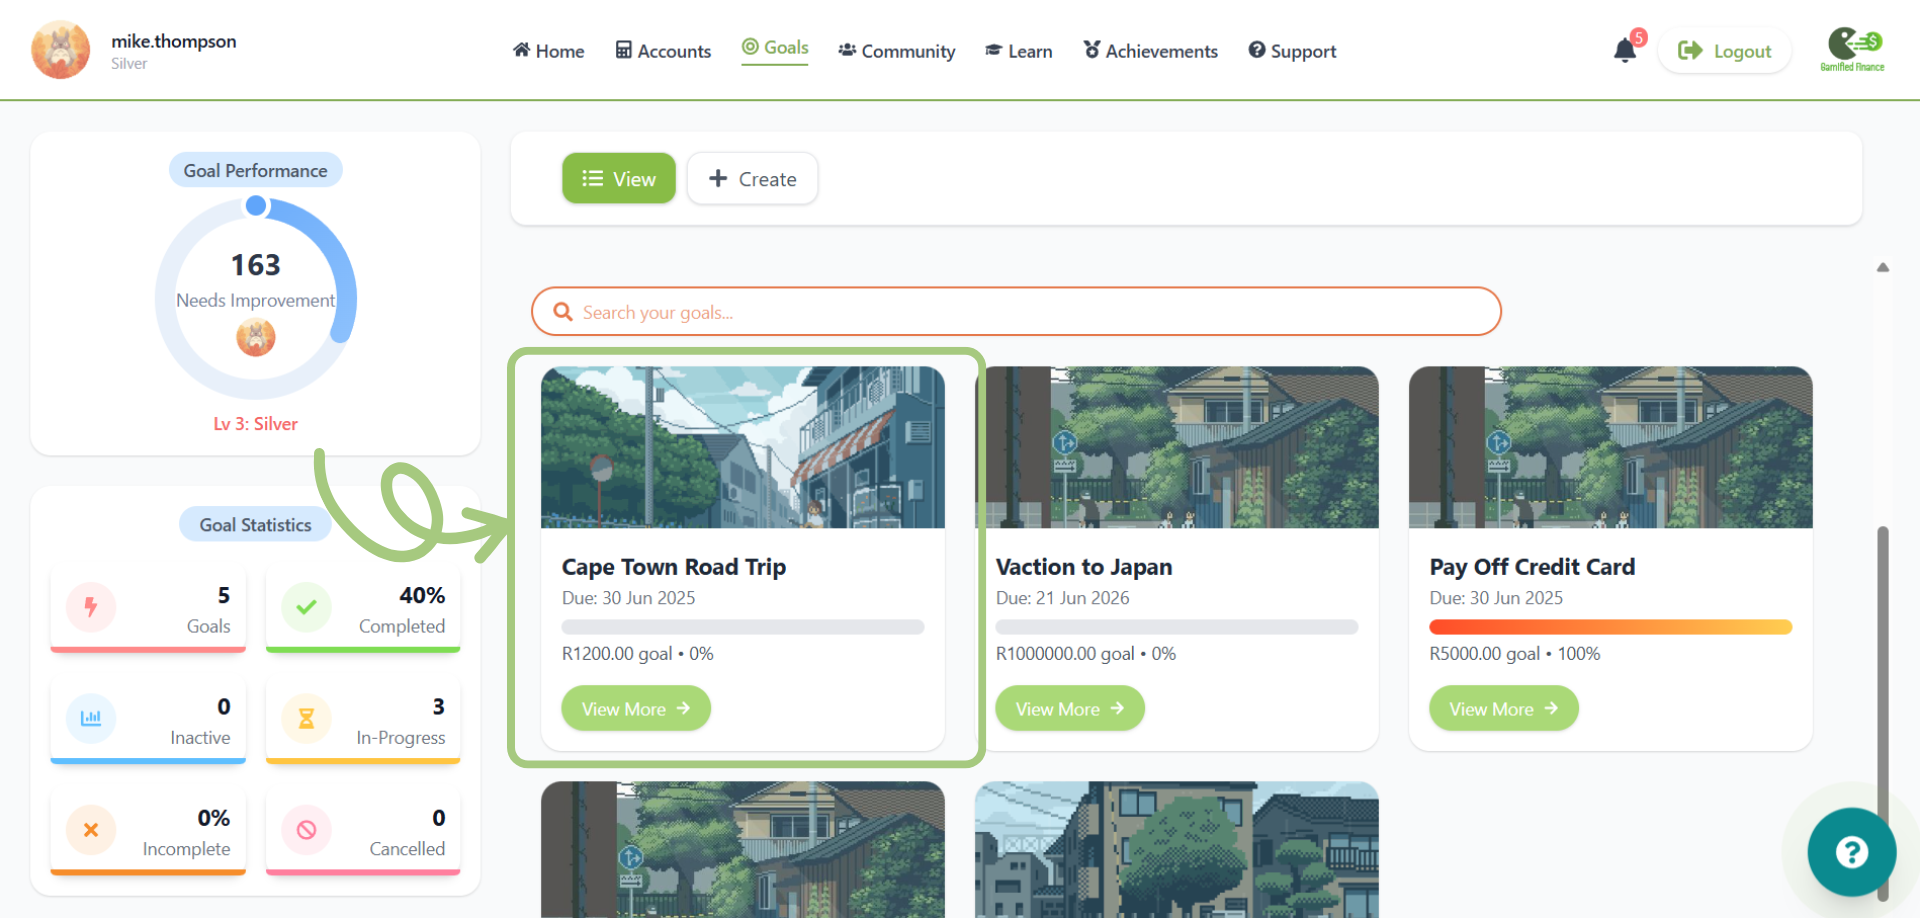 mike.thompson
Silver
Home
Accounts
Goals
Community
Learn
Achievements
Support
5
Logout
Gamified Finance
Goal Performance
163
Needs Improvement
Lv 3: Silver
View
Create
Search your goals...
Goal Statistics
5
Goals
40%
Completed
0
Inactive
3
In-Progress
0%
Incomplete
0
Cancelled
Cape Town Road Trip
Due: 30 Jun 2025
R1200.00 goal • 0%
View More
Vaction to Japan
Due: 21 Jun 2026
R1000000.00 goal • 0%
View More
Pay Off Credit Card
Due: 30 Jun 2025
R5000.00 goal • 100%
View More